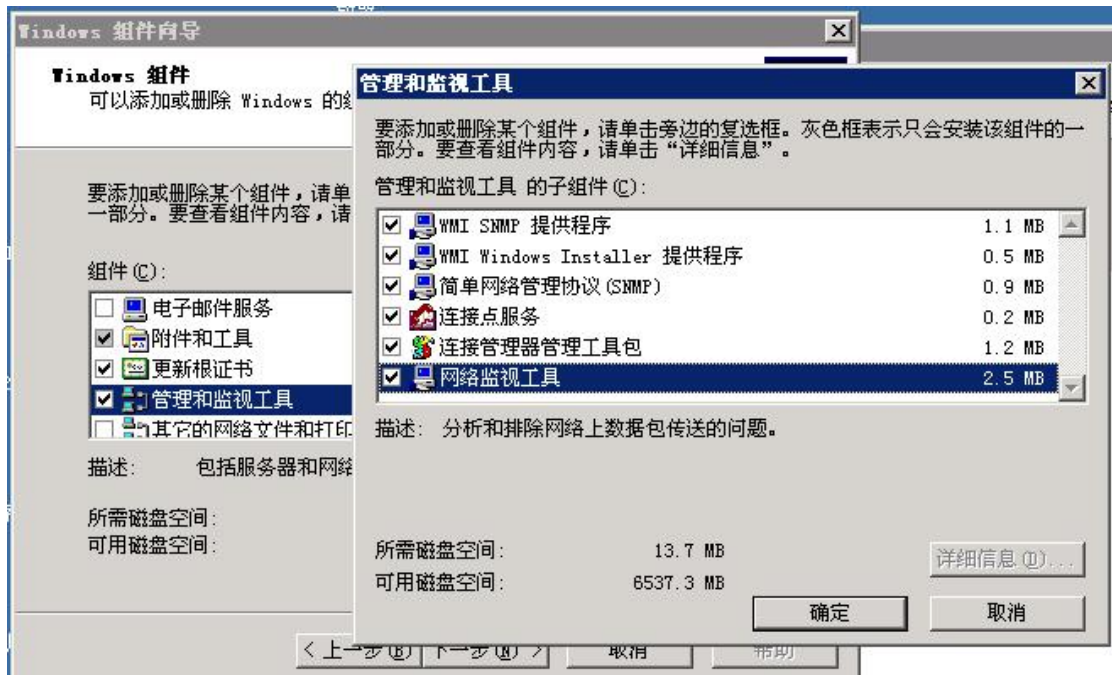 Windows 组件向导
Windows 组件
可以添加或删除 Windows 的
要添加或删除某个组件，请单
一部分。要查看组件内容，请
组件(C):
电子邮件服务
附件和工具
更新根证书
管理和监视工具
其它的网络文件和打印
描述: 包括服务器和网络
所需磁盘空间:
可用磁盘空间:
< 上一步(B) 下一步(N) > 取消 帮助
管理和监视工具
要添加或删除某个组件，请单击旁边的复选框。灰色框表示只会安装该组件的一
部分。要查看组件内容，请单击“详细信息”。
管理和监视工具 的子组件(C):
WMI SNMP 提供程序 1.1 MB
WMI Windows Installer 提供程序 0.5 MB
简单网络管理协议(SNMP) 0.9 MB
连接点服务 0.2 MB
连接管理器管理工具包 1.2 MB
网络监视工具 2.5 MB
描述: 分析和排除网络上数据包传送的问题。
所需磁盘空间: 13.7 MB
可用磁盘空间: 6537.3 MB
详细信息(D)...
确定 取消